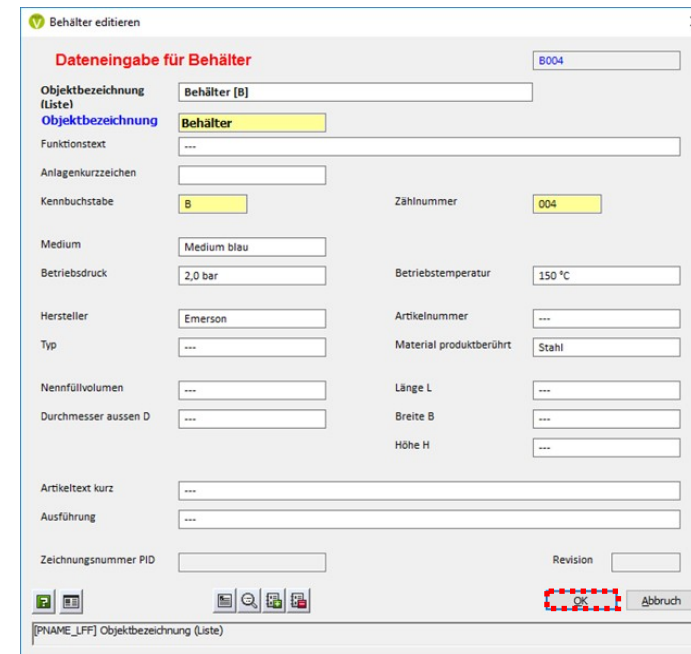 Behälter editieren
Dateneingabe für Behälter
B004
Objektbezeichnung
(Liste)
Behälter [B]
Objektbezeichnung
Behälter
Funktionstext
---
Anlagenkurzzeichen
Kennbuchstabe
B
Zählnummer
004
Medium
Medium blau
Betriebsdruck
2,0 bar
Betriebstemperatur
150 °C
Hersteller
Emerson
Artikelnummer
---
Typ
---
Material produktberührt
Stahl
Nennfüllvolumen
---
Länge L
---
Durchmesser aussen D
---
Breite B
---
Höhe H
---
Artikeltext kurz
---
Ausführung
---
Zeichnungsnummer PID
Revision
OK
Abbruch
[PNAME_LFF] Objektbezeichnung (Liste)